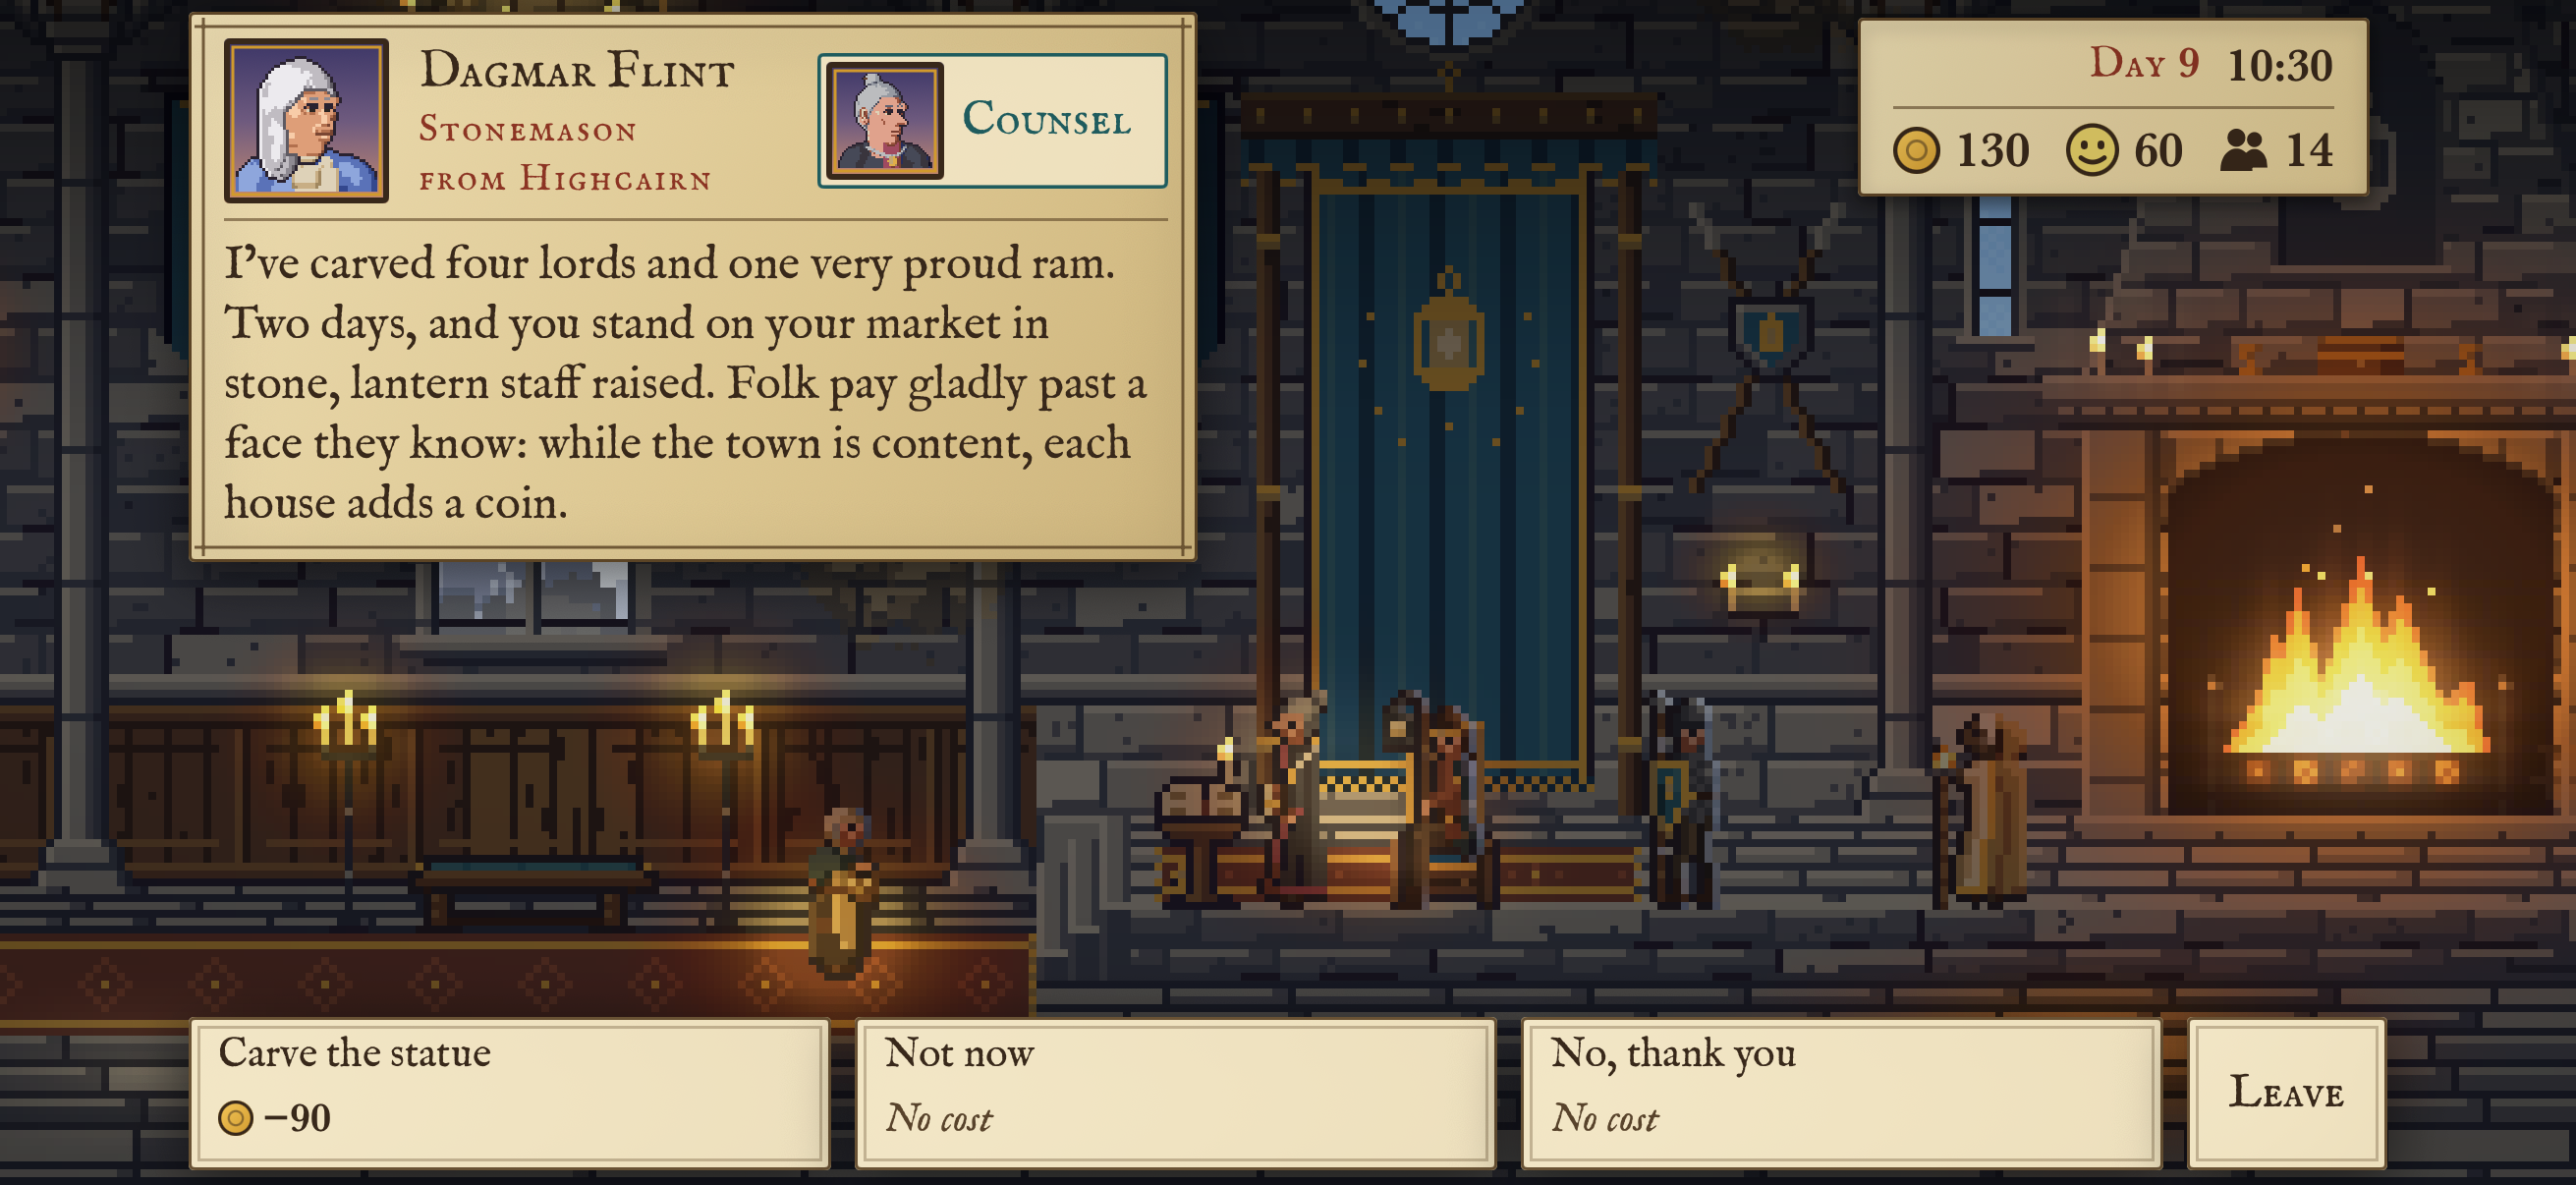 Dagmar Flint
Stonemason
from Highcairn
Counsel
I've carved four lords and one very proud ram.
Two days, and you stand on your market in
stone, lantern staff raised. Folk pay gladly past a
face they know: while the town is content, each
house adds a coin.
Day 9 10:30
130 60 14
Carve the statue
−90
Not now
No cost
No, thank you
No cost
Leave